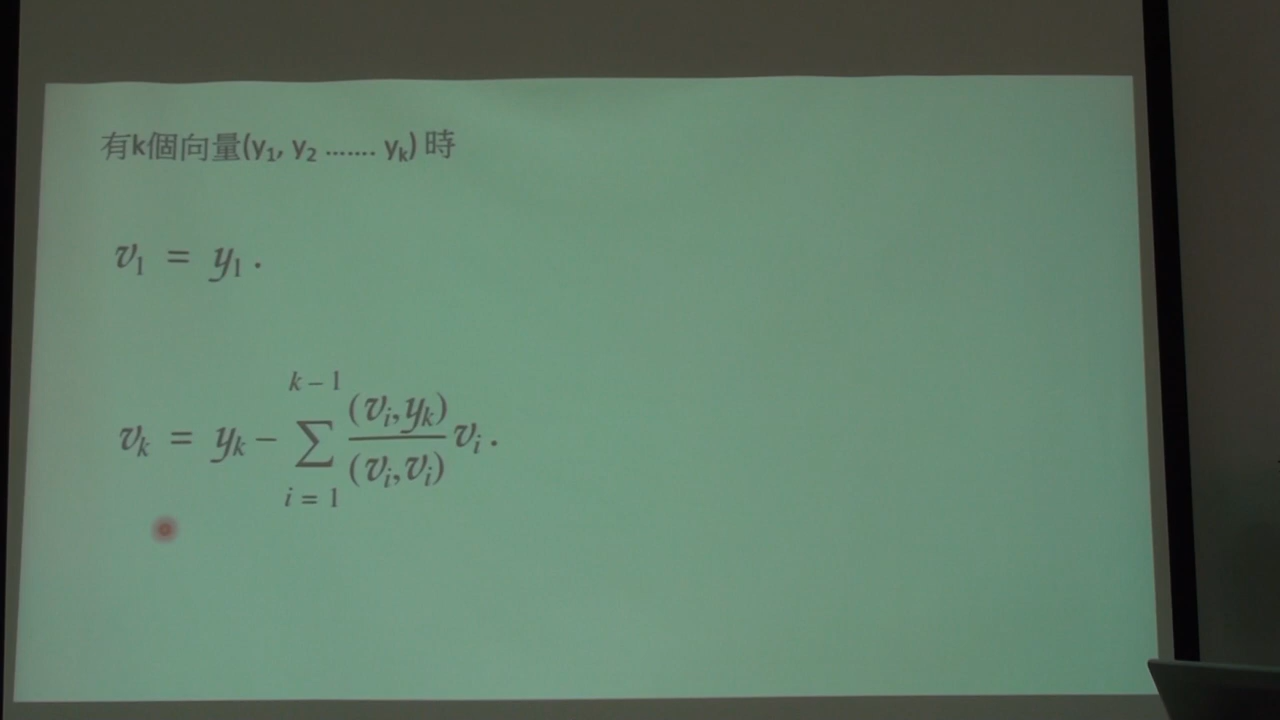 有k個向量(y₁, y₂ ....... yₖ) 時
v₁ = y₁ .
vₖ = yₖ − ∑_{i = 1}^{k − 1} \frac{(vᵢ,yₖ)}{(vᵢ,vᵢ)} vᵢ .